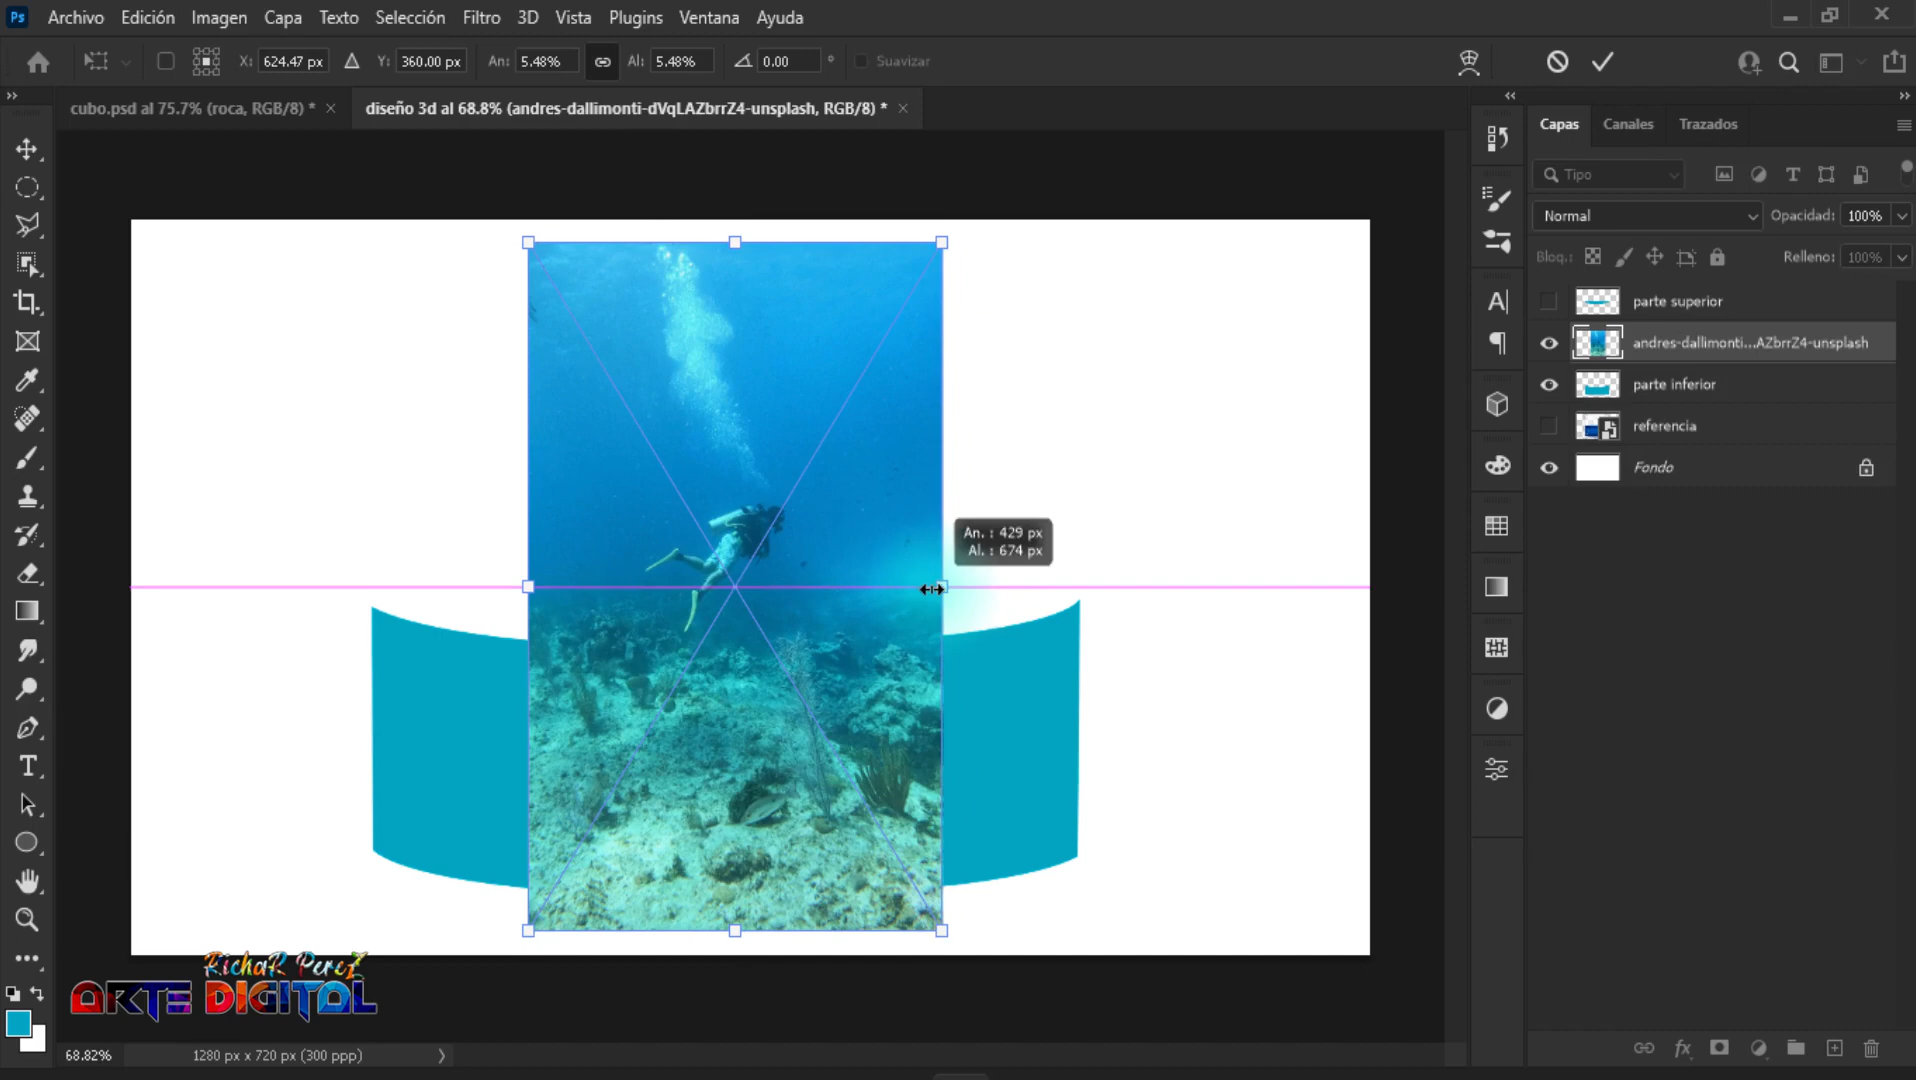 Ps Archivo Edición Imagen Capa Texto Selección Filtro 3D Vista Plugins Ventana Ayuda
X: 624.47 px Y: 360.00 px An: 5.48% Al: 5.48% 0.00 ° Suavizar
cubo.psd al 75.7% (roca, RGB/8) * diseño 3d al 68.8% (andres-dallimonti-dVqLAZbrrZ4-unsplash, RGB/8) *
Capas Canales Trazados
Tipo
Normal Opacidad: 100%
Bloq.: Relleno: 100%
parte superior
andres-dallimonti...AZbrrZ4-unsplash
parte inferior
referencia
Fondo
An. : 429 px
Al. : 674 px
RichaR PereZ
ARTE DIGITAL
68.82% 1280 px x 720 px (300 ppp)